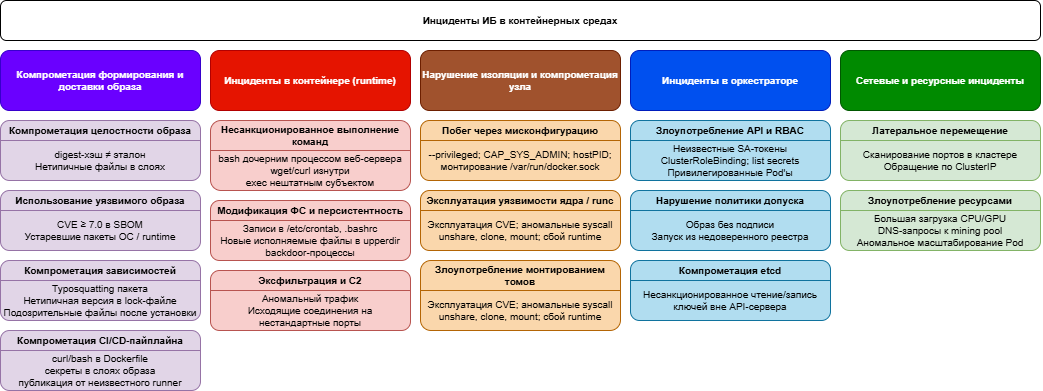 Инциденты ИБ в контейнерных средах
Компрометация формирования и
доставки образа
Компрометация целостности образа
digest-хэш ≠ эталон
Нетипичные файлы в слоях
Использование уязвимого образа
CVE ≥ 7.0 в SBOM
Устаревшие пакеты ОС / runtime
Компрометация зависимостей
Typosquatting пакета
Нетипичная версия в lock-файле
Подозрительные файлы после установки
Компрометация CI/CD-пайплайна
curl/bash в Dockerfile
секреты в слоях образа
публикация от неизвестного runner
Инциденты в контейнере (runtime)
Несанкционированное выполнение
команд
bash дочерним процессом веб-сервера
wget/curl изнутри
exec нештатным субъектом
Модификация ФС и персистентность
Записи в /etc/crontab, .bashrc
Новые исполняемые файлы в upperdir
backdoor-процессы
Эксфильтрация и C2
Аномальный трафик
Исходящие соединения на
нестандартные порты
Нарушение изоляции и компрометация
узла
Побег через мисконфигурацию
--privileged; CAP_SYS_ADMIN; hostPID;
монтирование /var/run/docker.sock
Эксплуатация уязвимости ядра / runc
Эксплуатация CVE; аномальные syscall
unshare, clone, mount; сбой runtime
Злоупотребление монтированием
томов
Эксплуатация CVE; аномальные syscall
unshare, clone, mount; сбой runtime
Инциденты в оркестраторе
Злоупотребление API и RBAC
Неизвестные SA-токены
ClusterRoleBinding; list secrets
Привилегированные Pod'ы
Нарушение политики допуска
Образ без подписи
Запуск из недоверенного реестра
Компрометация etcd
Несанкционированное чтение/запись
ключей вне API-сервера
Сетевые и ресурсные инциденты
Латеральное перемещение
Сканирование портов в кластере
Обращение по ClusterIP
Злоупотребление ресурсами
Большая загрузка CPU/GPU
DNS-запросы к mining pool
Аномальное масштабирование Pod